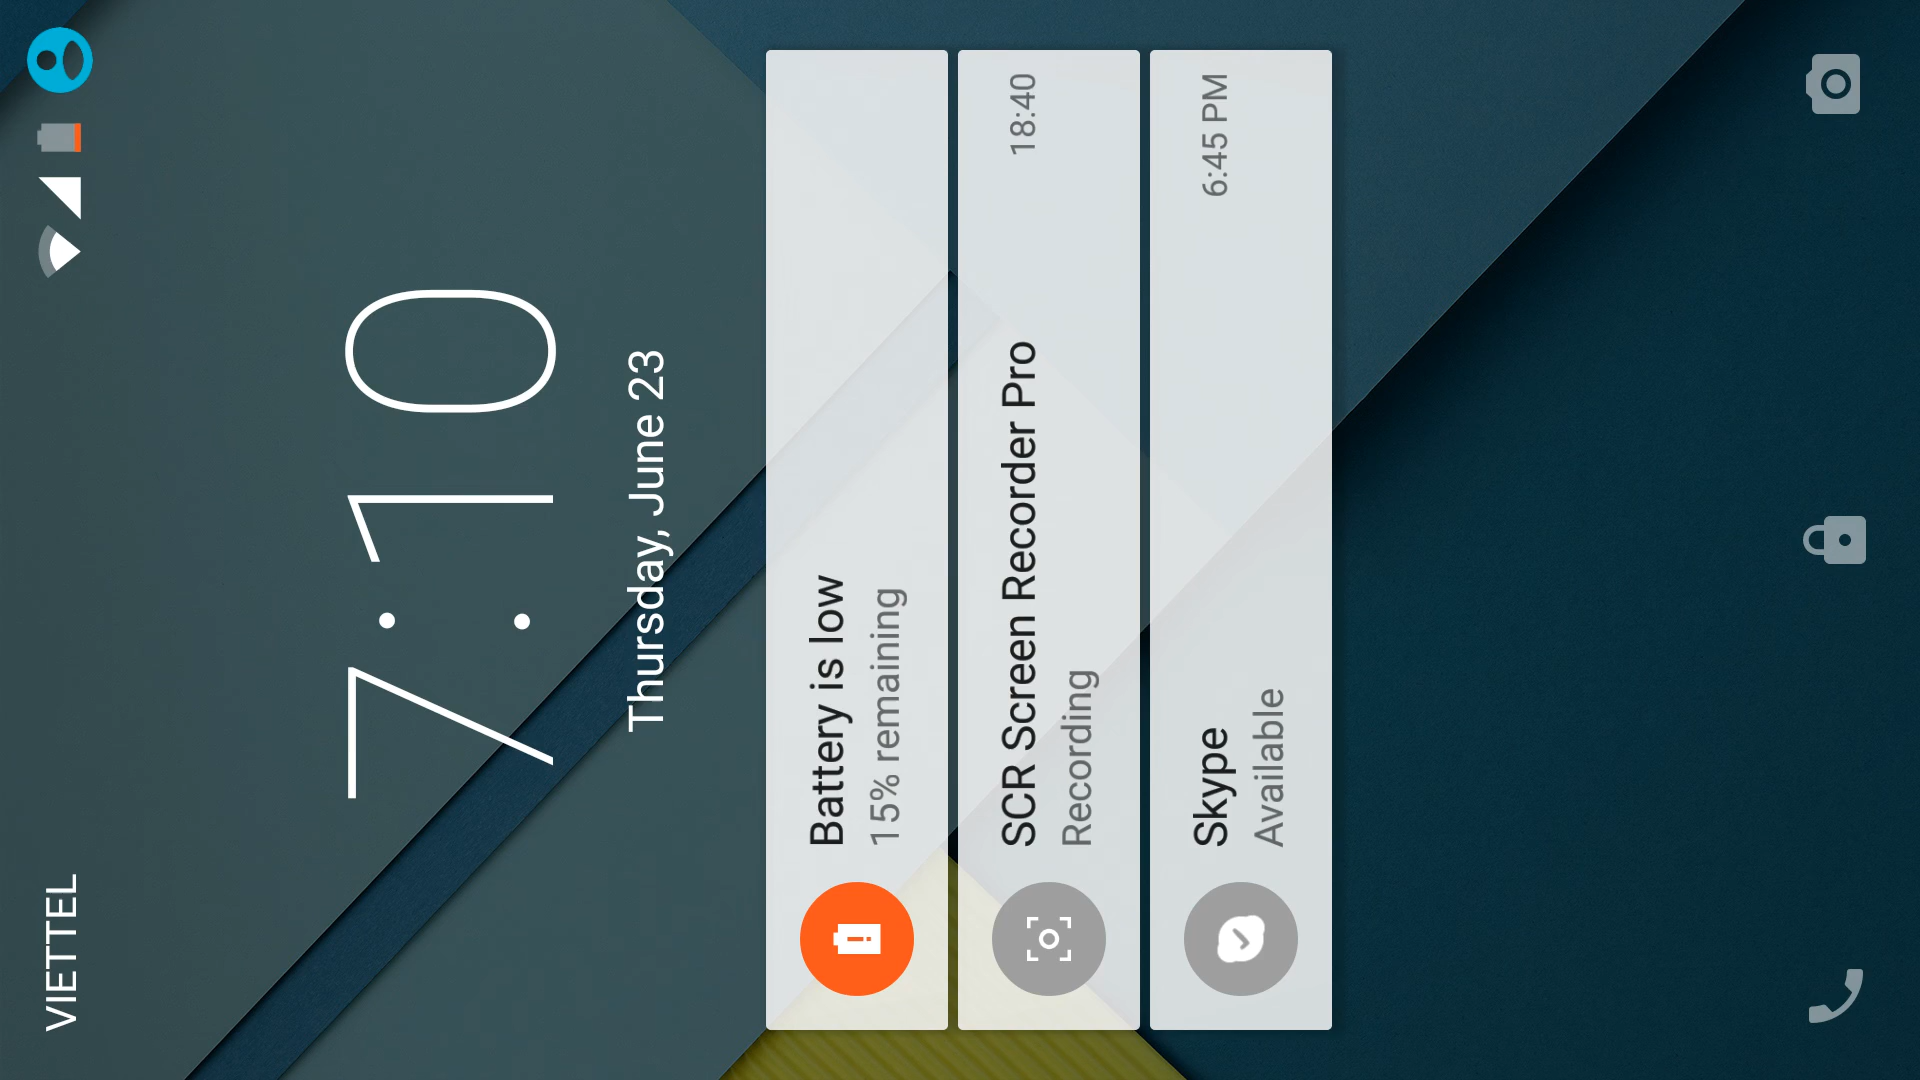 VIETTEL
7:10
Thursday, June 23
Battery is low
15% remaining
SCR Screen Recorder Pro 18:40
Recording
Skype 6:45 PM
Available